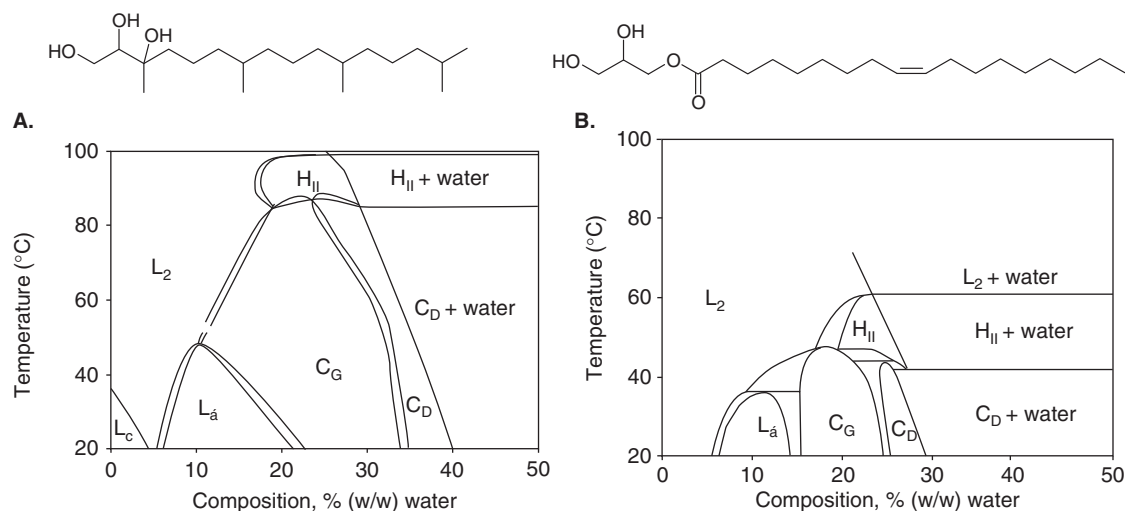 OH
OH
HO
OH
HO
O
O
A.
B.
100
80
60
40
20
Temperature (°C)
L2
HII
HII + water
CD + water
CG
CD
Lá
Lc
0
10
20
30
40
50
Composition, % (w/w) water
100
80
60
40
20
Temperature (°C)
L2
L2 + water
HII
HII + water
Lá
CG
CD
CD + water
0
10
20
30
40
50
Composition, % (w/w) water